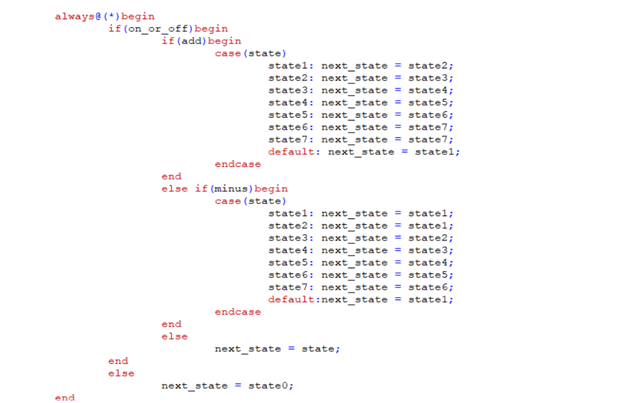 always@(*)begin
if(on_or_off)begin
if(add)begin
case(state)
state1: next_state = state2;
state2: next_state = state3;
state3: next_state = state4;
state4: next_state = state5;
state5: next_state = state6;
state6: next_state = state7;
state7: next_state = state7;
default: next_state = state1;
endcase
end
else if(minus)begin
case(state)
state1: next_state = state1;
state2: next_state = state1;
state3: next_state = state2;
state4: next_state = state3;
state5: next_state = state4;
state6: next_state = state5;
state7: next_state = state6;
default:next_state = state1;
endcase
end
else
next_state = state;
end
else
next_state = state0;
end